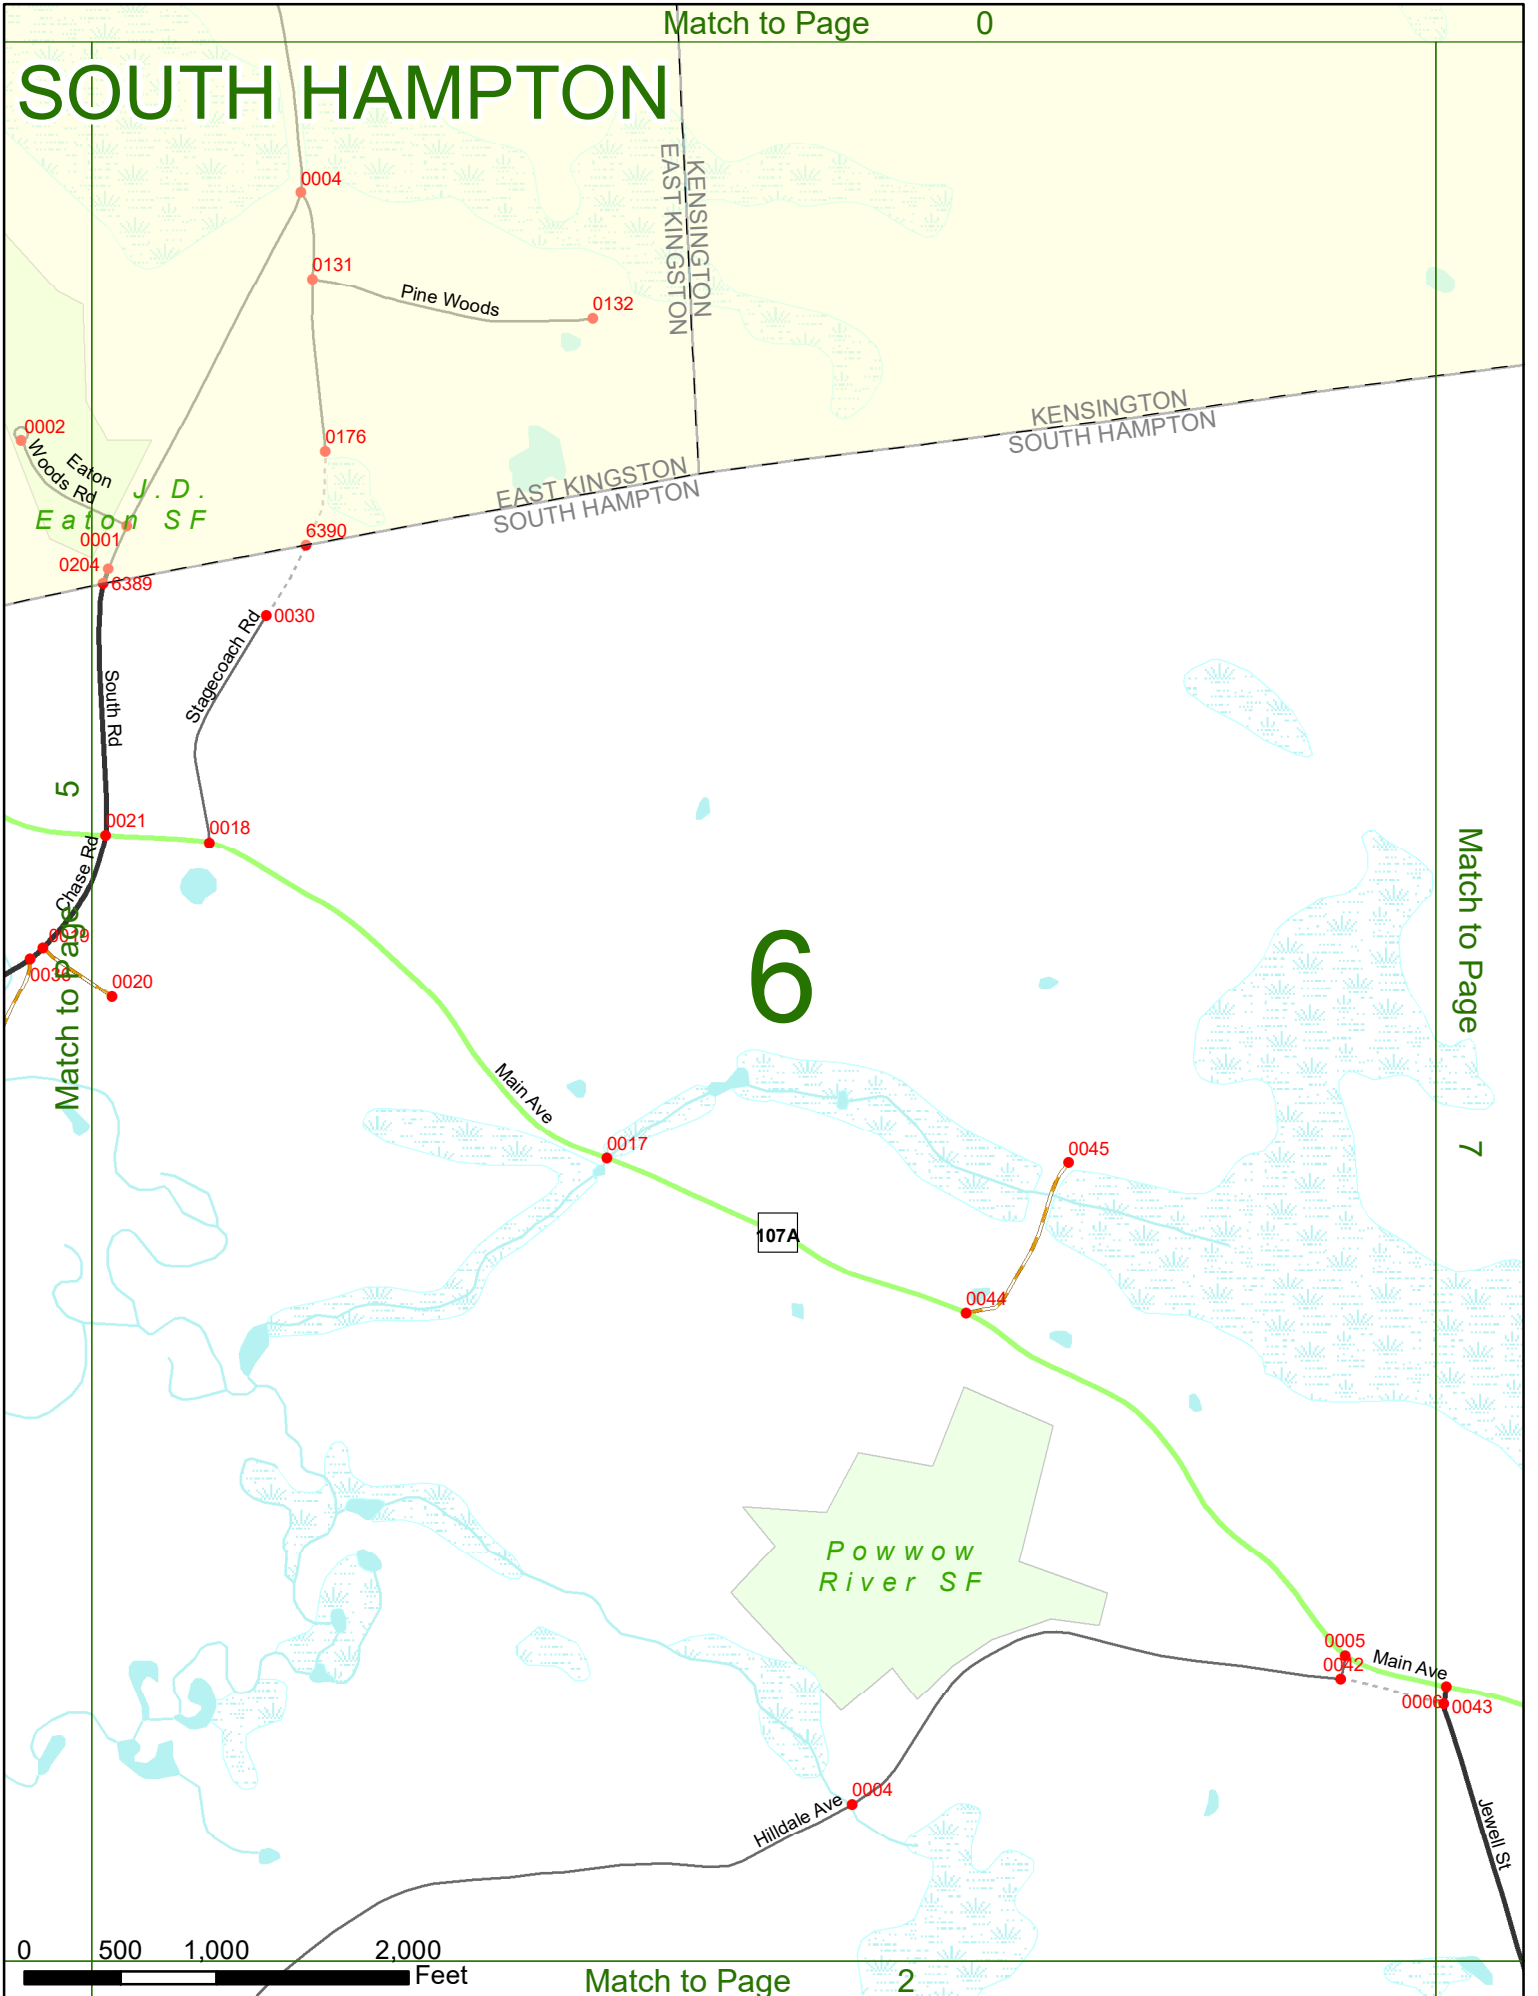 Match to Page 0
SOUTH HAMPTON
0004
KENSINGTON
EAST KINGSTON
0131
Pine Woods
0132
KENSINGTON
SOUTH HAMPTON
0002
Eaton
Woods Rd
0176
J.D.
Eaton SF
EAST KINGSTON
SOUTH HAMPTON
0001
6390
0204
6389
0030
Stagecoach Rd
South Rd
Match to Page 5
0021
0018
Chase Rd
Match to Page 7
0019
0036
0020
6
Main Ave
0017
0045
107A
0044
Powwow
River SF
0005
Main Ave
0042
0006
0043
0004
Hilldale Ave
Jewell St
0 500 1,000 2,000
Feet
Match to Page 2